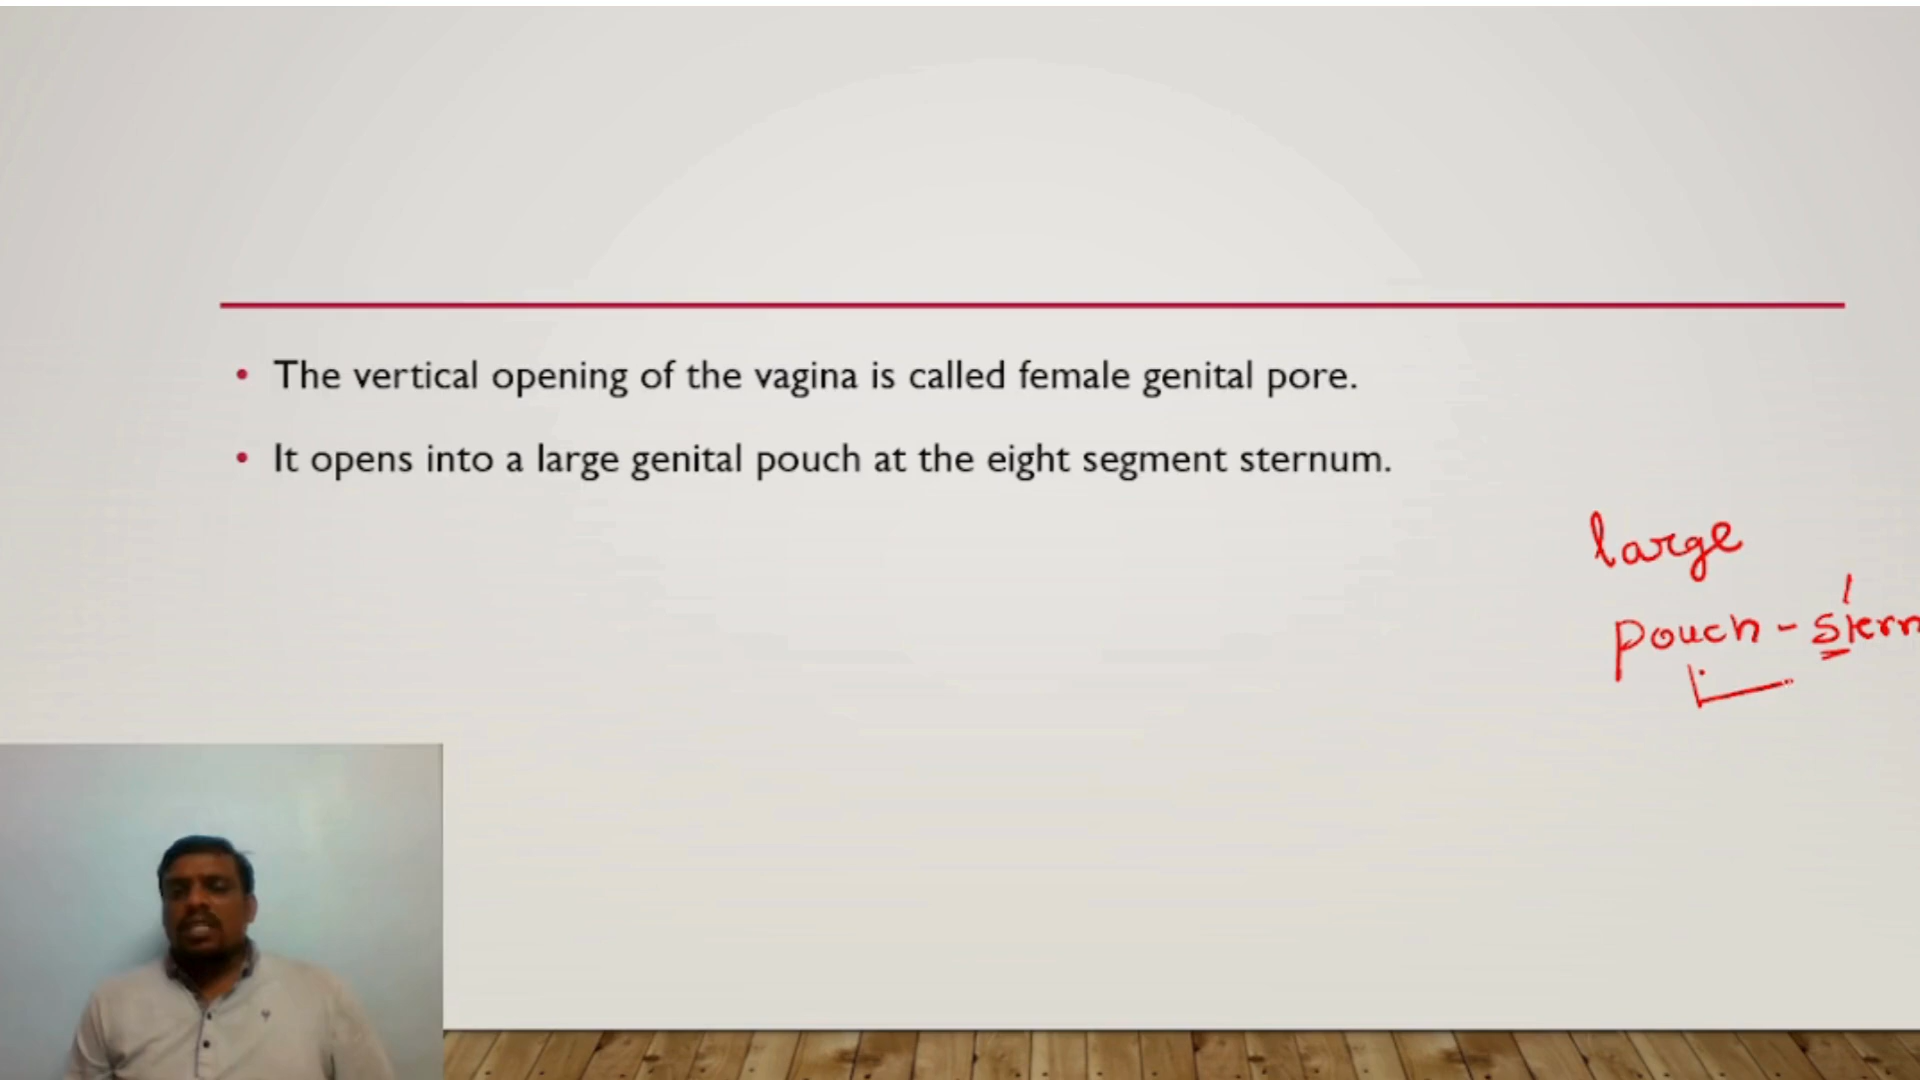 • The vertical opening of the vagina is called female genital pore.
• It opens into a large genital pouch at the eight segment sternum.
large
pouch - stern